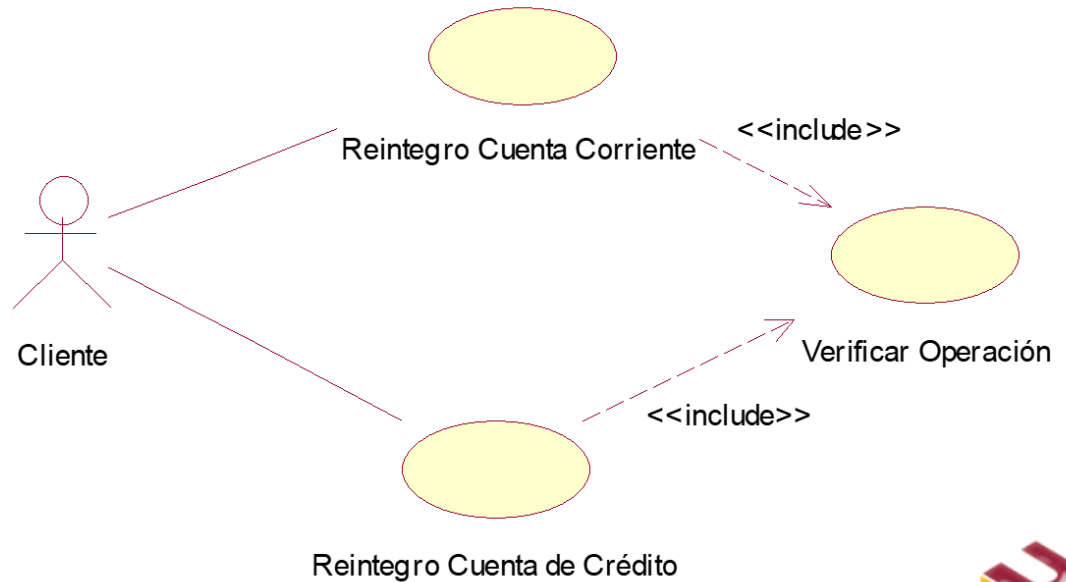 Reintegro Cuenta Corriente
<<include>>
Cliente
Verificar Operación
<<include>>
Reintegro Cuenta de Crédito